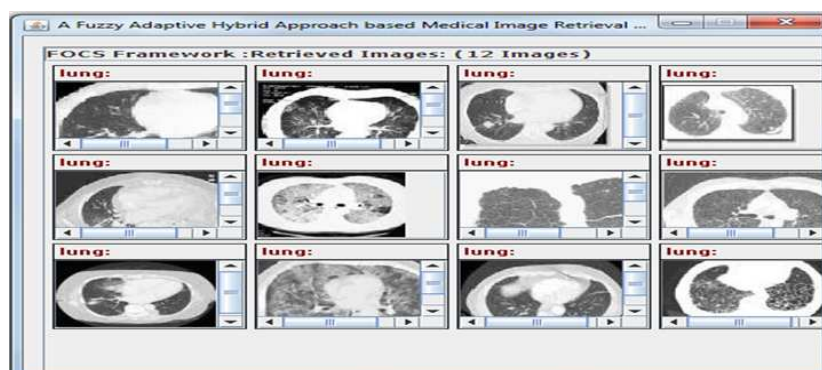 A Fuzzy Adaptive Hybrid Approach based Medical Image Retrieval ...
FOCS Framework :Retrieved Images: (12 Images)
lung: lung: lung: lung:
lung: lung: lung: lung:
lung: lung: lung: lung: